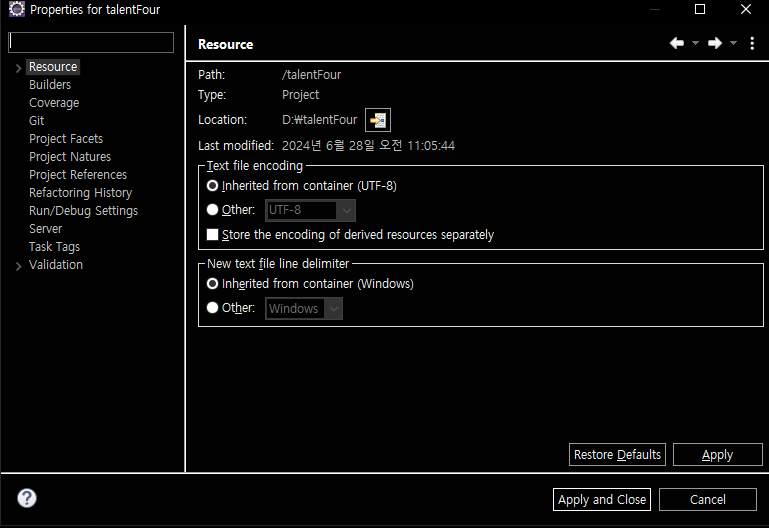 Properties for talentFour
Resource
Builders
Coverage
Git
Project Facets
Project Natures
Project References
Refactoring History
Run/Debug Settings
Server
Task Tags
Validation
Resource
Path: /talentFour
Type: Project
Location: D:₩talentFour
Last modified: 2024년 6월 28일 오전 11:05:44
Text file encoding
Inherited from container (UTF-8)
Other: UTF-8
Store the encoding of derived resources separately
New text file line delimiter
Inherited from container (Windows)
Other: Windows
Restore Defaults Apply
? Apply and Close Cancel